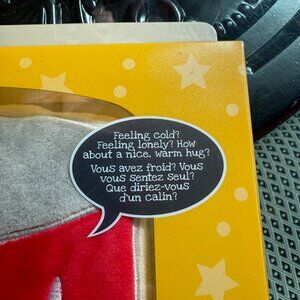 Feeling cold?
Feeling lonely? How
about a nice, warm hug?
Vous avez froid? Vous
vous sentez seul?
Que diriez-vous
d'un calin?